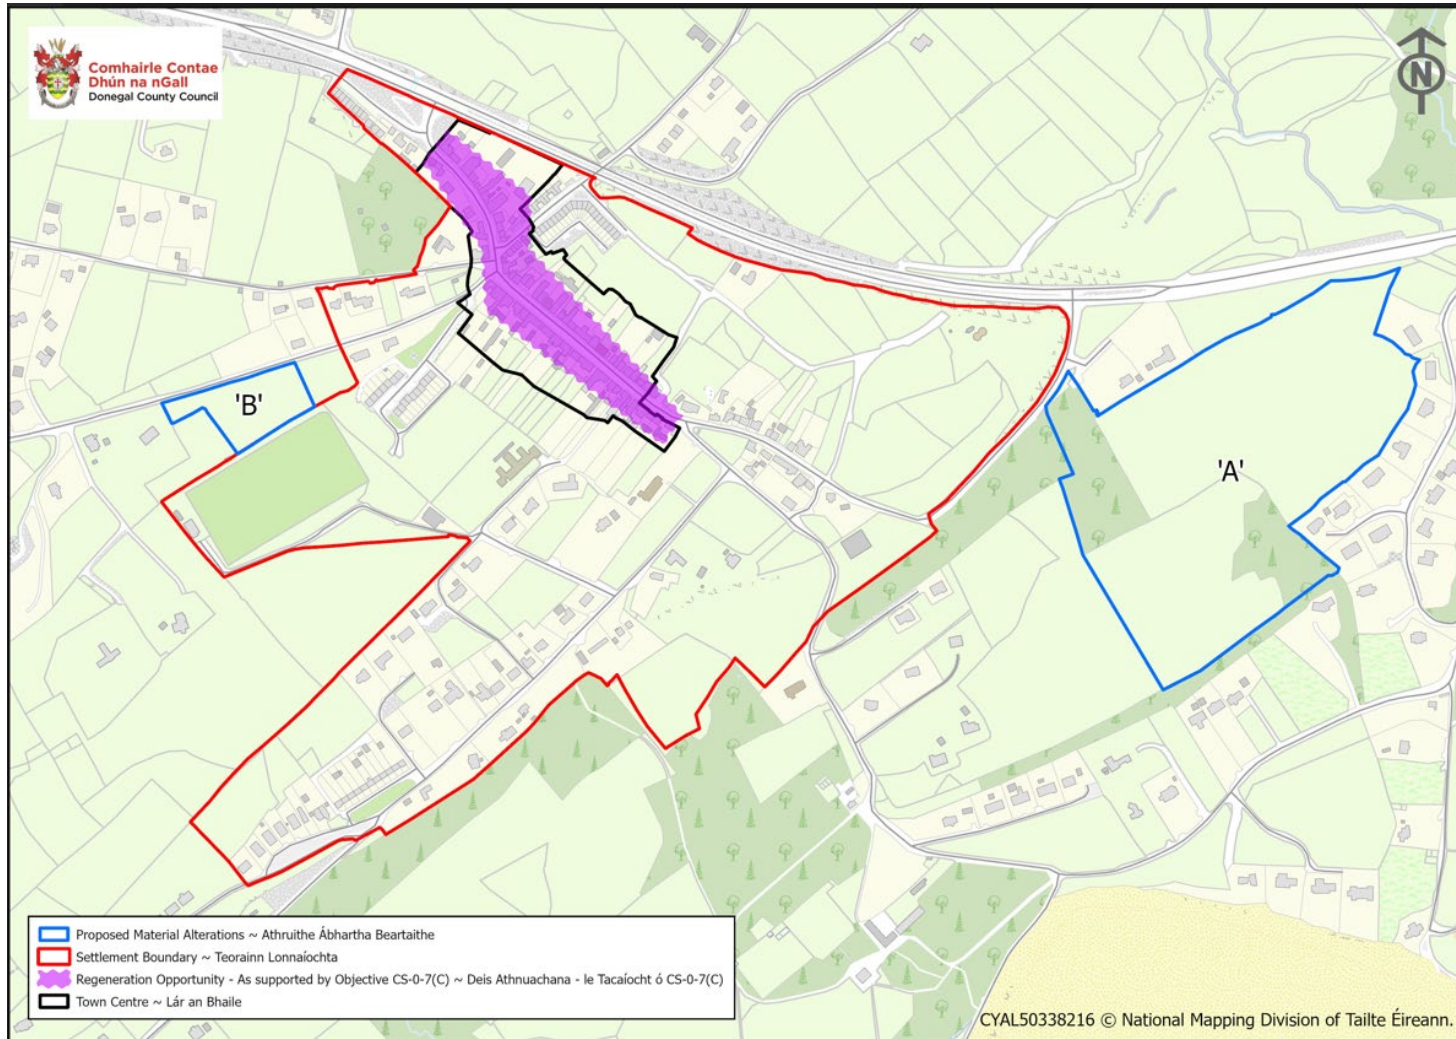 Comhairle Contae
Dhún na nGall
Donegal County Council
N
'B'
'A'
Proposed Material Alterations ~ Athruithe Ábhartha Beartaithe
Settlement Boundary ~ Teorainn Lonnaíochta
Regeneration Opportunity - As supported by Objective CS-0-7(C) ~ Deis Athnuachana - le Tacaíocht ó CS-0-7(C)
Town Centre ~ Lár an Bhaile
CYAL50338216 © National Mapping Division of Tailte Éireann.